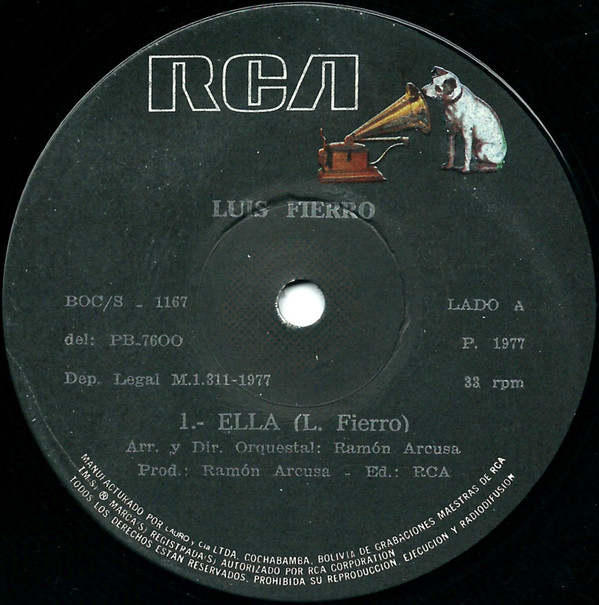 RCA
LUIS FIERRO
BOC/S - 1167
LADO A
del: PB-7600
P. 1977
Dep. Legal M.1.311-1977
33 rpm
1.- ELLA (L. Fierro)
Arr. y Dir. Orquestal: Ramón Arcusa
Prod.: Ramón Arcusa - Ed.: RCA
MANUFACTURADO POR LAURO y Cia LTDA. COCHABAMBA, BOLIVIA DE GRABACIONES MAESTRAS DE RCA
T.M.S. ® MARCA(S) REGISTRADA(S) AUTORIZADO POR RCA CORPORATION
TODOS LOS DERECHOS ESTAN RESERVADOS. PROHIBIDA SU REPRODUCCION, EJECUCION Y RADIODIFUSION